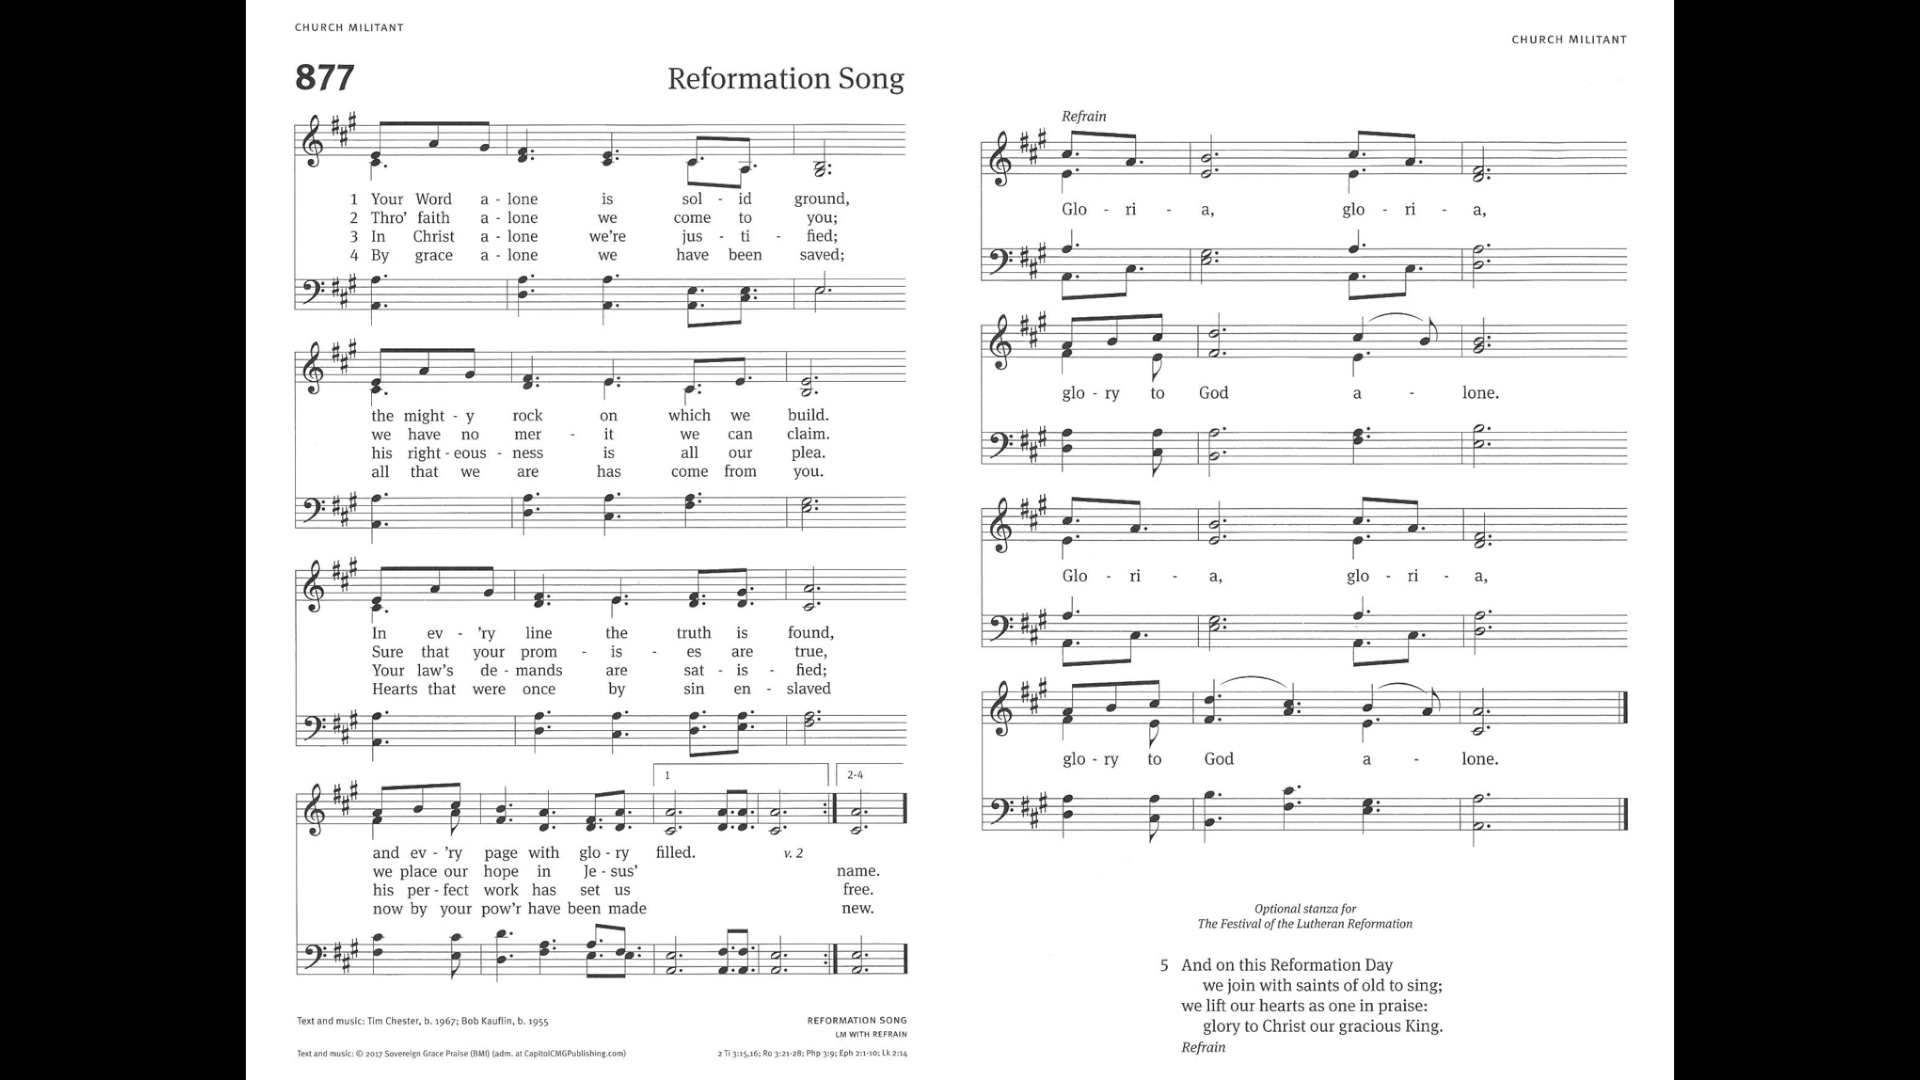 CHURCH MILITANT
877 Reformation Song
1 Your Word a - lone is sol - id ground,
2 Thro' faith a - lone we come to you;
3 In Christ a - lone we're jus - ti - fied;
4 By grace a - lone we have been saved;
the might - y rock on which we build.
we have no mer - it we can claim.
his right - eous - ness is all our plea.
all that we are has come from you.
In ev - 'ry line the truth is found,
Sure that your prom - is - es are true,
Your law's de - mands are sat - is - fied;
Hearts that were once by sin en - slaved
1 2-4
and ev - 'ry page with glo - ry filled. v. 2
we place our hope in Je - sus' name.
his per - fect work has set us free.
now by your pow'r have been made new.
Text and music: Tim Chester, b. 1967; Bob Kauflin, b. 1955
REFORMATION SONG
LM WITH REFRAIN
Text and music: © 2017 Sovereign Grace Praise (BMI) (adm. at CapitolCMGPublishing.com)
2 Ti 3:15,16; Ro 3:21-28; Php 3:9; Eph 2:1-10; Lk 2:14
CHURCH MILITANT
Refrain
Glo - ri - a, glo - ri - a,
glo - ry to God a - lone.
Glo - ri - a, glo - ri - a,
glo - ry to God a - lone.
Optional stanza for
The Festival of the Lutheran Reformation
5 And on this Reformation Day
we join with saints of old to sing;
we lift our hearts as one in praise:
glory to Christ our gracious King.
Refrain